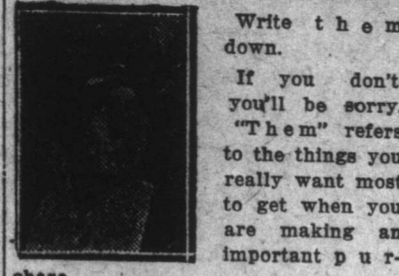 Write them
down.
If you don't
you'll be sorry.
"Them" refers
to the things you
really want most
to get when you
are making an
important pur-